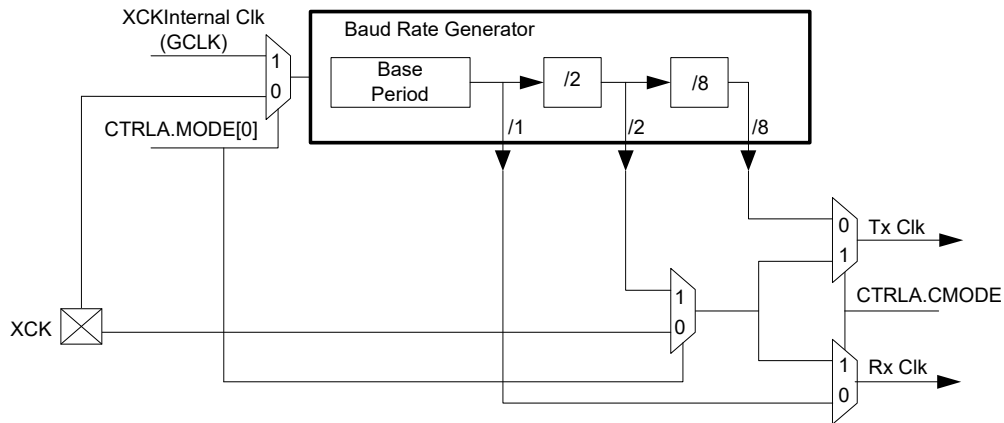 XCKInternal Clk
(GCLK)
Baud Rate Generator
1
0
Base
Period
/2
/8
CTRLA.MODE[0]
/1
/2
/8
0
Tx Clk
1
1
0
CTRLA.CMODE
XCK
1
Rx Clk
0